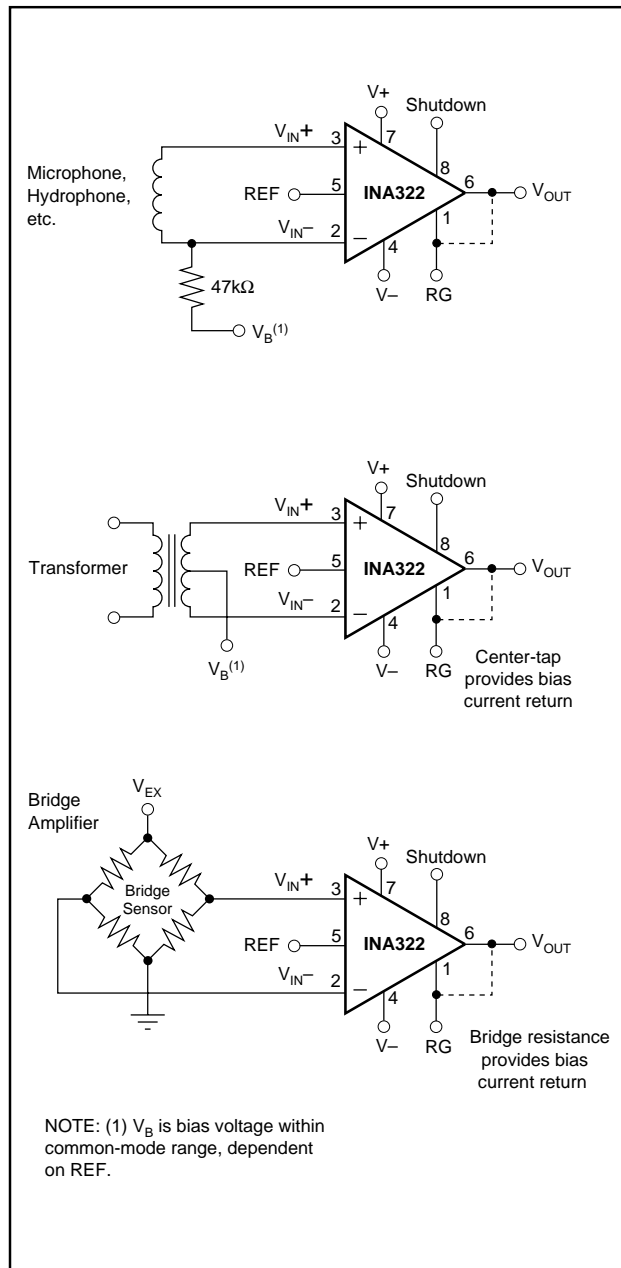 V+
Shutdown
VIN+
3
7
8
6
Microphone,
Hydrophone,
etc.
REF
5
INA322
VOUT
VIN–
2
1
4
47kΩ
V–
RG
VB(1)
V+
Shutdown
VIN+
3
7
8
6
Transformer
REF
5
INA322
VOUT
VIN–
2
1
4
VB(1)
V–
RG
Center-tap
provides bias
current return
VEX
Bridge
Amplifier
V+
Shutdown
Bridge
Sensor
VIN+
3
7
8
6
REF
5
INA322
VOUT
VIN–
2
1
4
V–
RG
Bridge resistance
provides bias
current return
NOTE: (1) VB is bias voltage within
common-mode range, dependent
on REF.